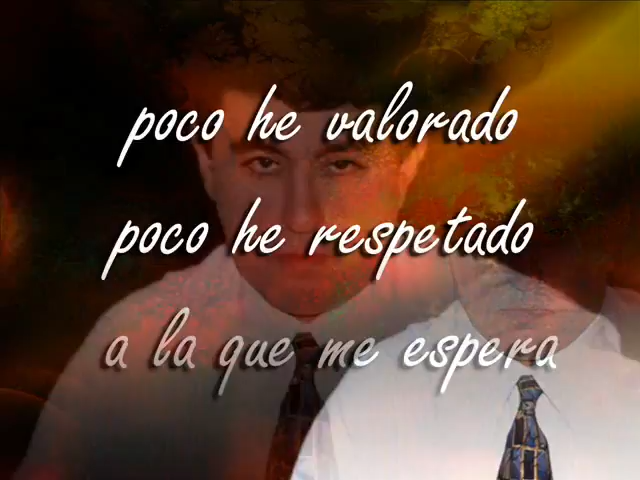 poco he valorado
poco he respetado
a la que me espera